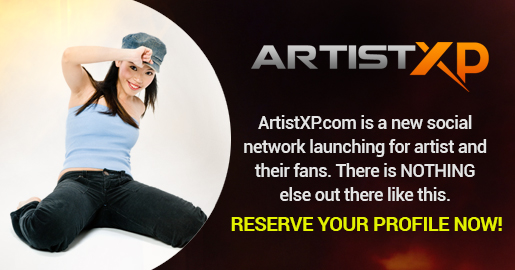 ARTISTXP
ArtistXP.com is a new social
network launching for artist and
their fans. There is NOTHING
else out there like this.
RESERVE YOUR PROFILE NOW!